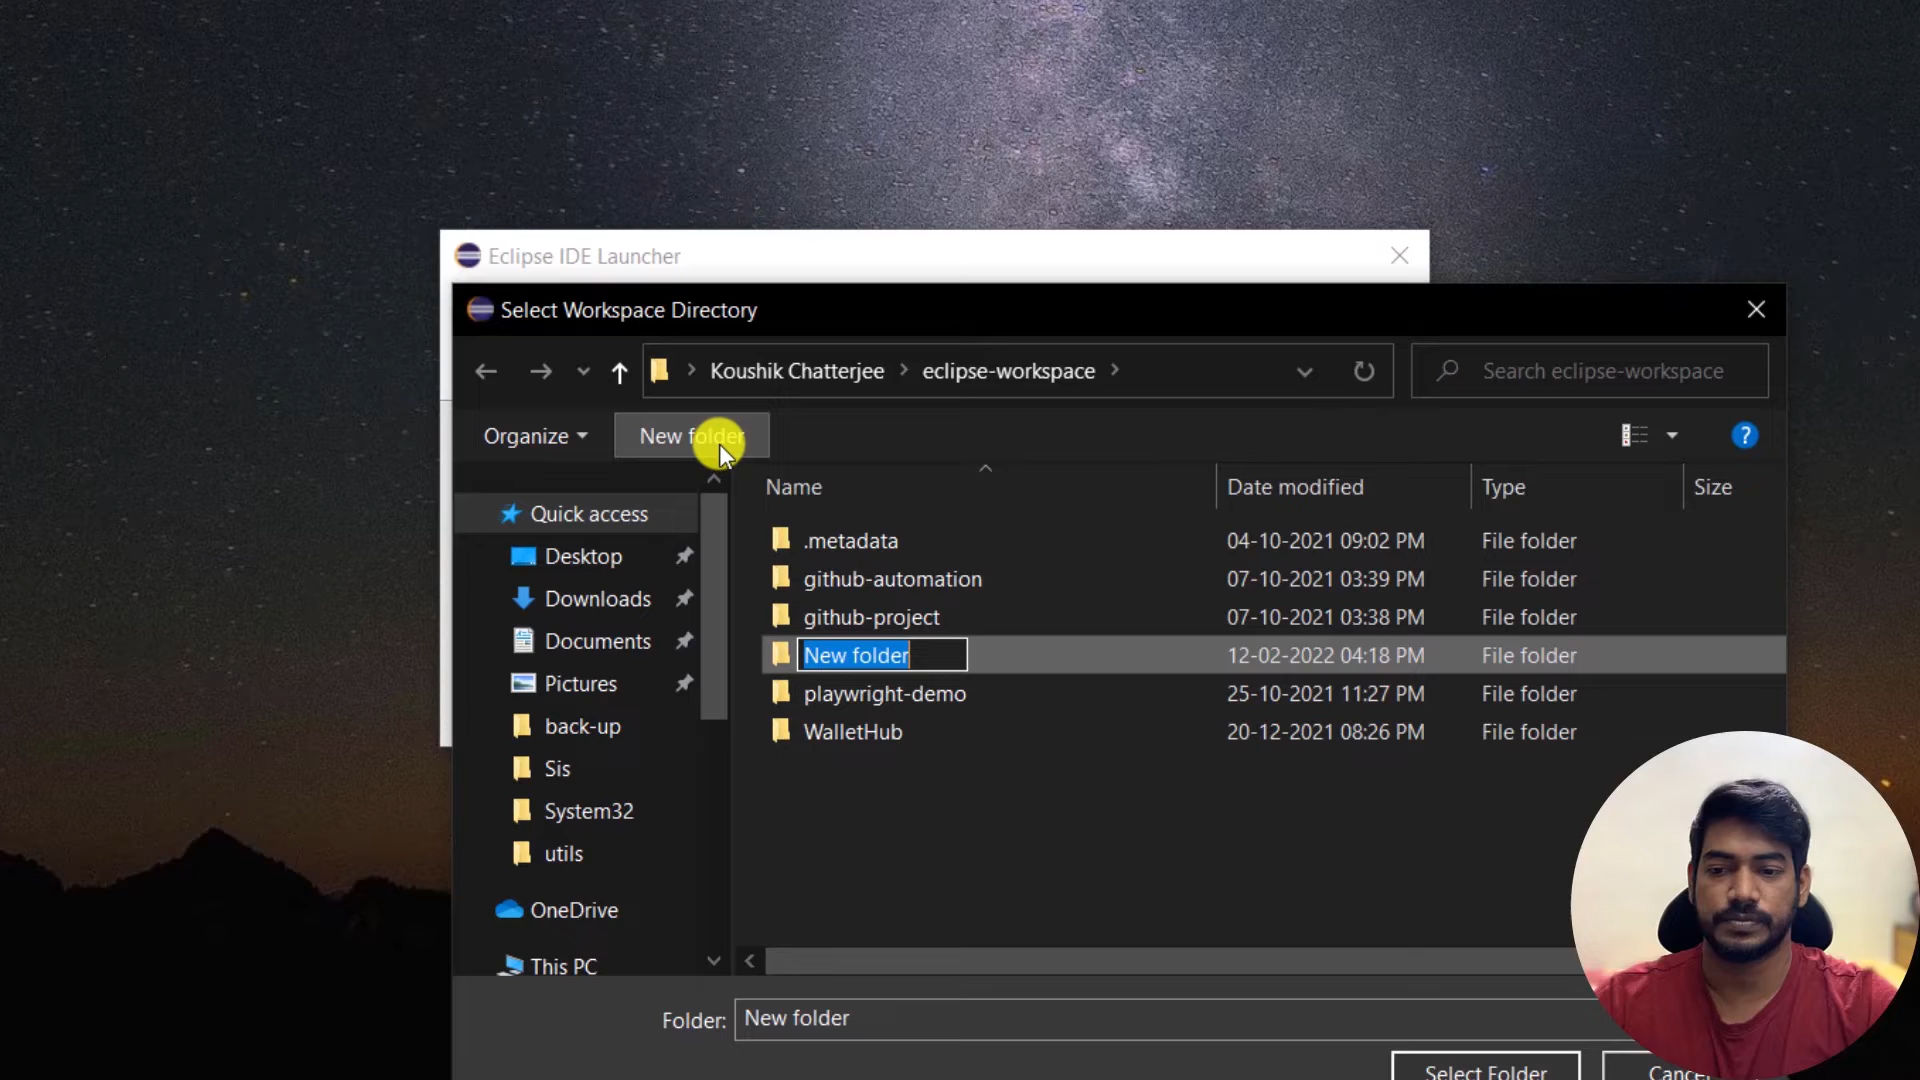 Eclipse IDE Launcher
Select Workspace Directory
Koushik Chatterjee > eclipse-workspace >
Search eclipse-workspace
Organize
New folder
Name
Date modified
Type
Size
Quick access
Desktop
Downloads
Documents
Pictures
back-up
Sis
System32
utils
OneDrive
This PC
.metadata 04-10-2021 09:02 PM File folder
github-automation 07-10-2021 03:39 PM File folder
github-project 07-10-2021 03:38 PM File folder
New folder 12-02-2022 04:18 PM File folder
playwright-demo 25-10-2021 11:27 PM File folder
WalletHub 20-12-2021 08:26 PM File folder
Folder: New folder
Select Folder
Cancel